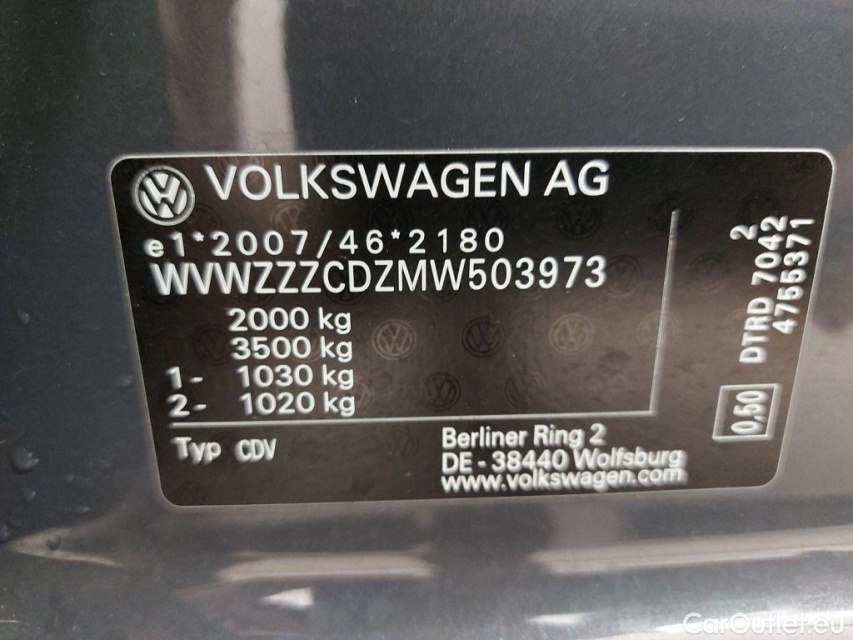 VOLKSWAGEN AG
e1*2007/46*2180
WVWZZZCDZMW503973
2000 kg
3500 kg
1- 1030 kg
2- 1020 kg
Typ CDV
Berliner Ring 2
DE - 38440 Wolfsburg
www.volkswagen.com
2
DTRD 7042
4755371
0,50
CarOutlet.eu